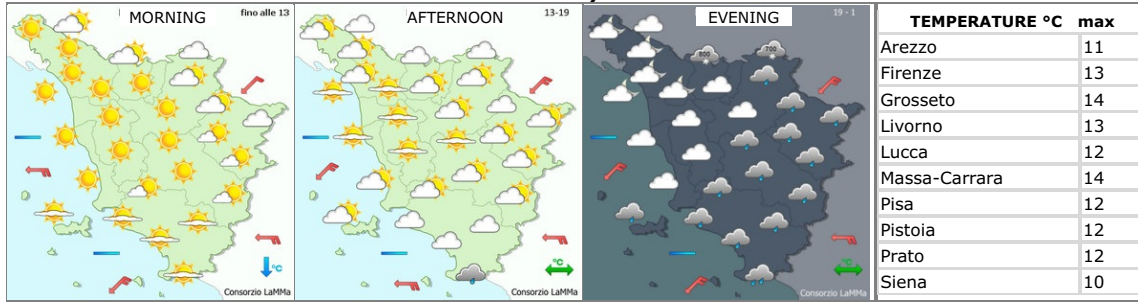 MORNING
fino alle 13
°C
Consorzio LaMMa
AFTERNOON
13-19
°C
Consorzio LaMMa
EVENING
19 - 1
800
700
°C
Consorzio LaMMa
TEMPERATURE °C max
Arezzo 11
Firenze 13
Grosseto 14
Livorno 13
Lucca 12
Massa-Carrara 14
Pisa 12
Pistoia 12
Prato 12
Siena 10